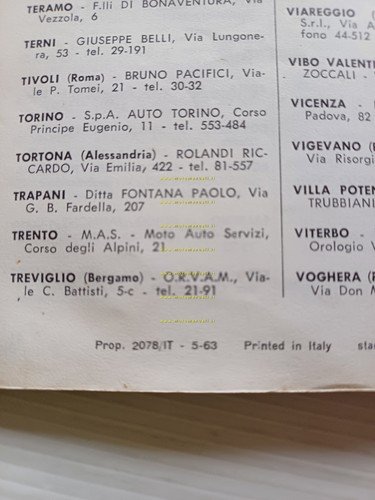 TERAMO - F.lli DI BONAVENTURA, Via
Vezzola, 6
TERNI - GIUSEPPE BELLI, Via Lungone-
ra, 53 - tel. 29-191
TIVOLI (Roma) - BRUNO PACIFICI, Via-
le P. Tomei, 21 - tel. 30-32
TORINO - S.p.A. AUTO TORINO, Corso
Principe Eugenio, 11 - tel. 553-484
TORTONA (Alessandria) - ROLANDI RIC-
CARDO, Via Emilia, 422 - tel. 81-557
TRAPANI - Ditta FONTANA PAOLO, Via
G. B. Fardella, 207
TRENTO - M.A.S. - Moto Auto Servizi,
Corso degli Alpini, 21
TREVIGLIO (Bergamo) - O.R.V.A.M., Via-
le C. Battisti, 5-c - tel. 21-91
VIAREGGIO
S.r.l., Via A
fono 44-512
VIBO VALENTI
ZOCCALI -
VICENZA -
Padova, 82
VIGEVANO (
Via Risorgi
VILLA POTEN
TRUBBIANI
VITERBO -
Orologio V
VOGHERA (
Via Don M
Prop. 2078/IT - 5-63 Printed in Italy sta